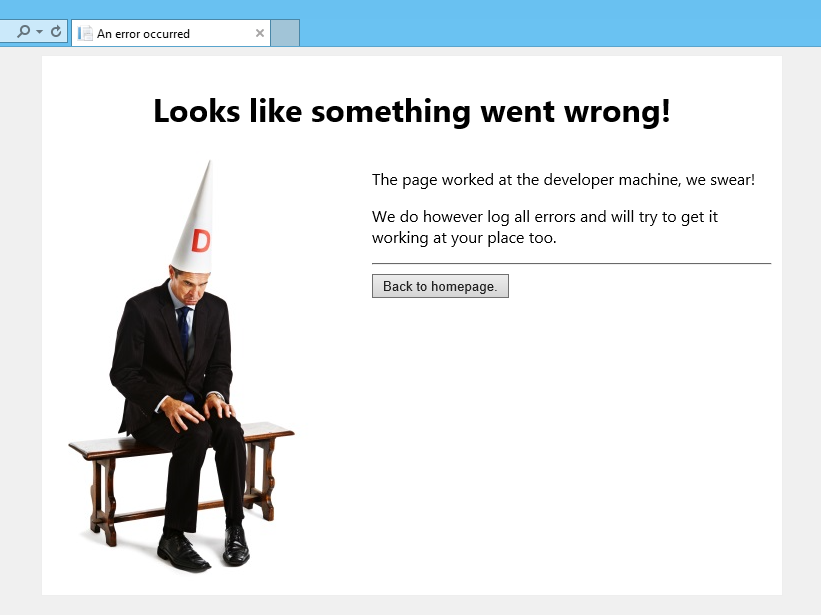 An error occurred
Looks like something went wrong!
D
The page worked at the developer machine, we swear!
We do however log all errors and will try to get it
working at your place too.
Back to homepage.